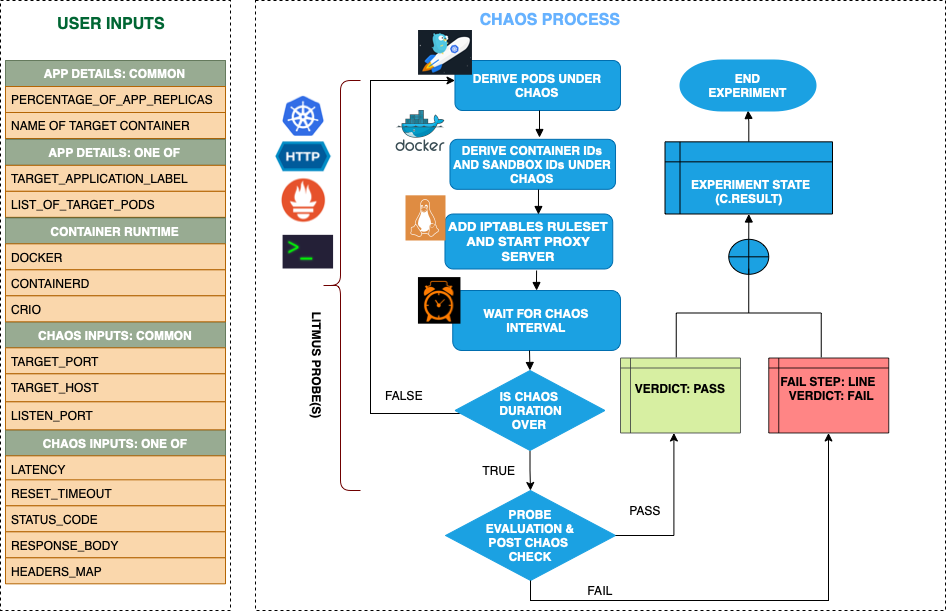 USER INPUTS
APP DETAILS: COMMON
PERCENTAGE_OF_APP_REPLICAS
NAME OF TARGET CONTAINER
APP DETAILS: ONE OF
TARGET_APPLICATION_LABEL
LIST_OF_TARGET_PODS
CONTAINER RUNTIME
DOCKER
CONTAINERD
CRIO
CHAOS INPUTS: COMMON
TARGET_PORT
TARGET_HOST
LISTEN_PORT
CHAOS INPUTS: ONE OF
LATENCY
RESET_TIMEOUT
STATUS_CODE
RESPONSE_BODY
HEADERS_MAP
CHAOS PROCESS
HTTP
>_
LITMUS PROBE(S)
docker
DERIVE PODS UNDER
CHAOS
DERIVE CONTAINER IDs
AND SANDBOX IDs UNDER
CHAOS
ADD IPTABLES RULESET
AND START PROXY
SERVER
WAIT FOR CHAOS
INTERVAL
IS CHAOS
DURATION
OVER
FALSE
TRUE
PROBE
EVALUATION &
POST CHAOS
CHECK
PASS
FAIL
VERDICT: PASS
FAIL STEP: LINE
VERDICT: FAIL
EXPERIMENT STATE
(C.RESULT)
END
EXPERIMENT